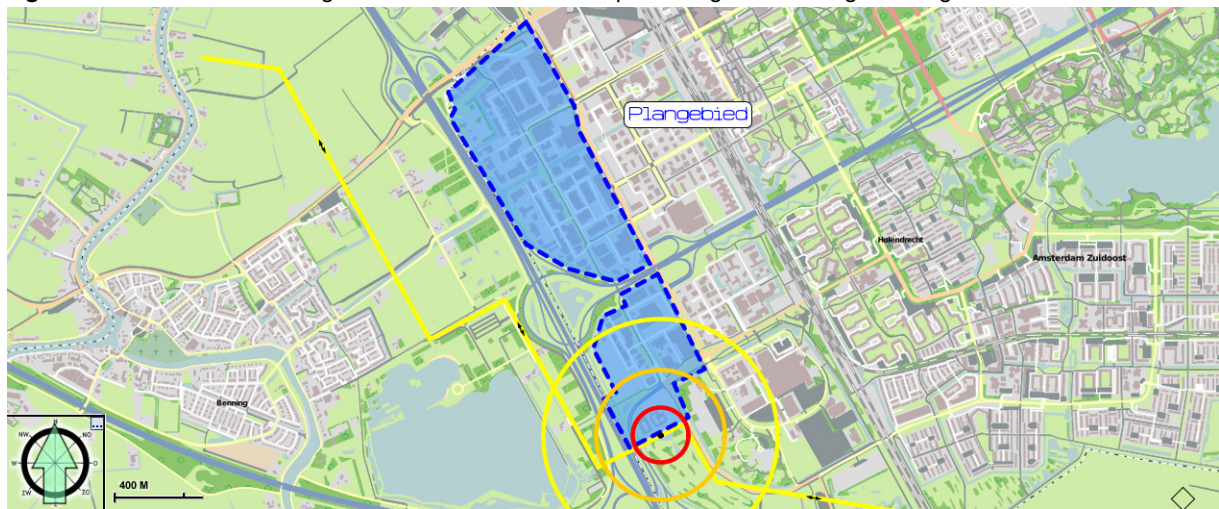 Plangebied
Holendrecht
Amsterdam Zuidoost
Benning
N
NW
NO
W
O
ZW
ZO
Z
400 M